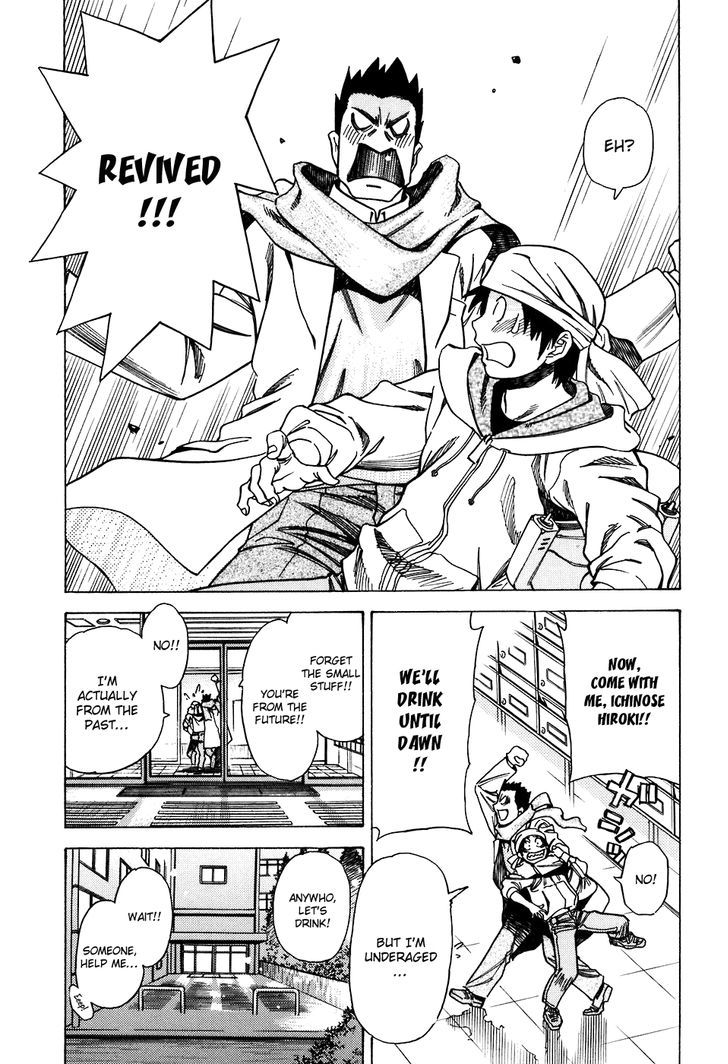 EH?
REVIVED
!!!
NOW,
COME WITH
ME, ICHINOSE
HIROKI!!
WE'LL
DRINK
UNTIL
DAWN
!!
NO!
BUT I'M
UNDERAGED
...
FORGET
THE SMALL
STUFF!!
YOU'RE
FROM THE
FUTURE!!
NO!!
I'M
ACTUALLY
FROM THE
PAST...
ANYWHO,
LET'S
DRINK!
WAIT!!
SOMEONE,
HELP ME...